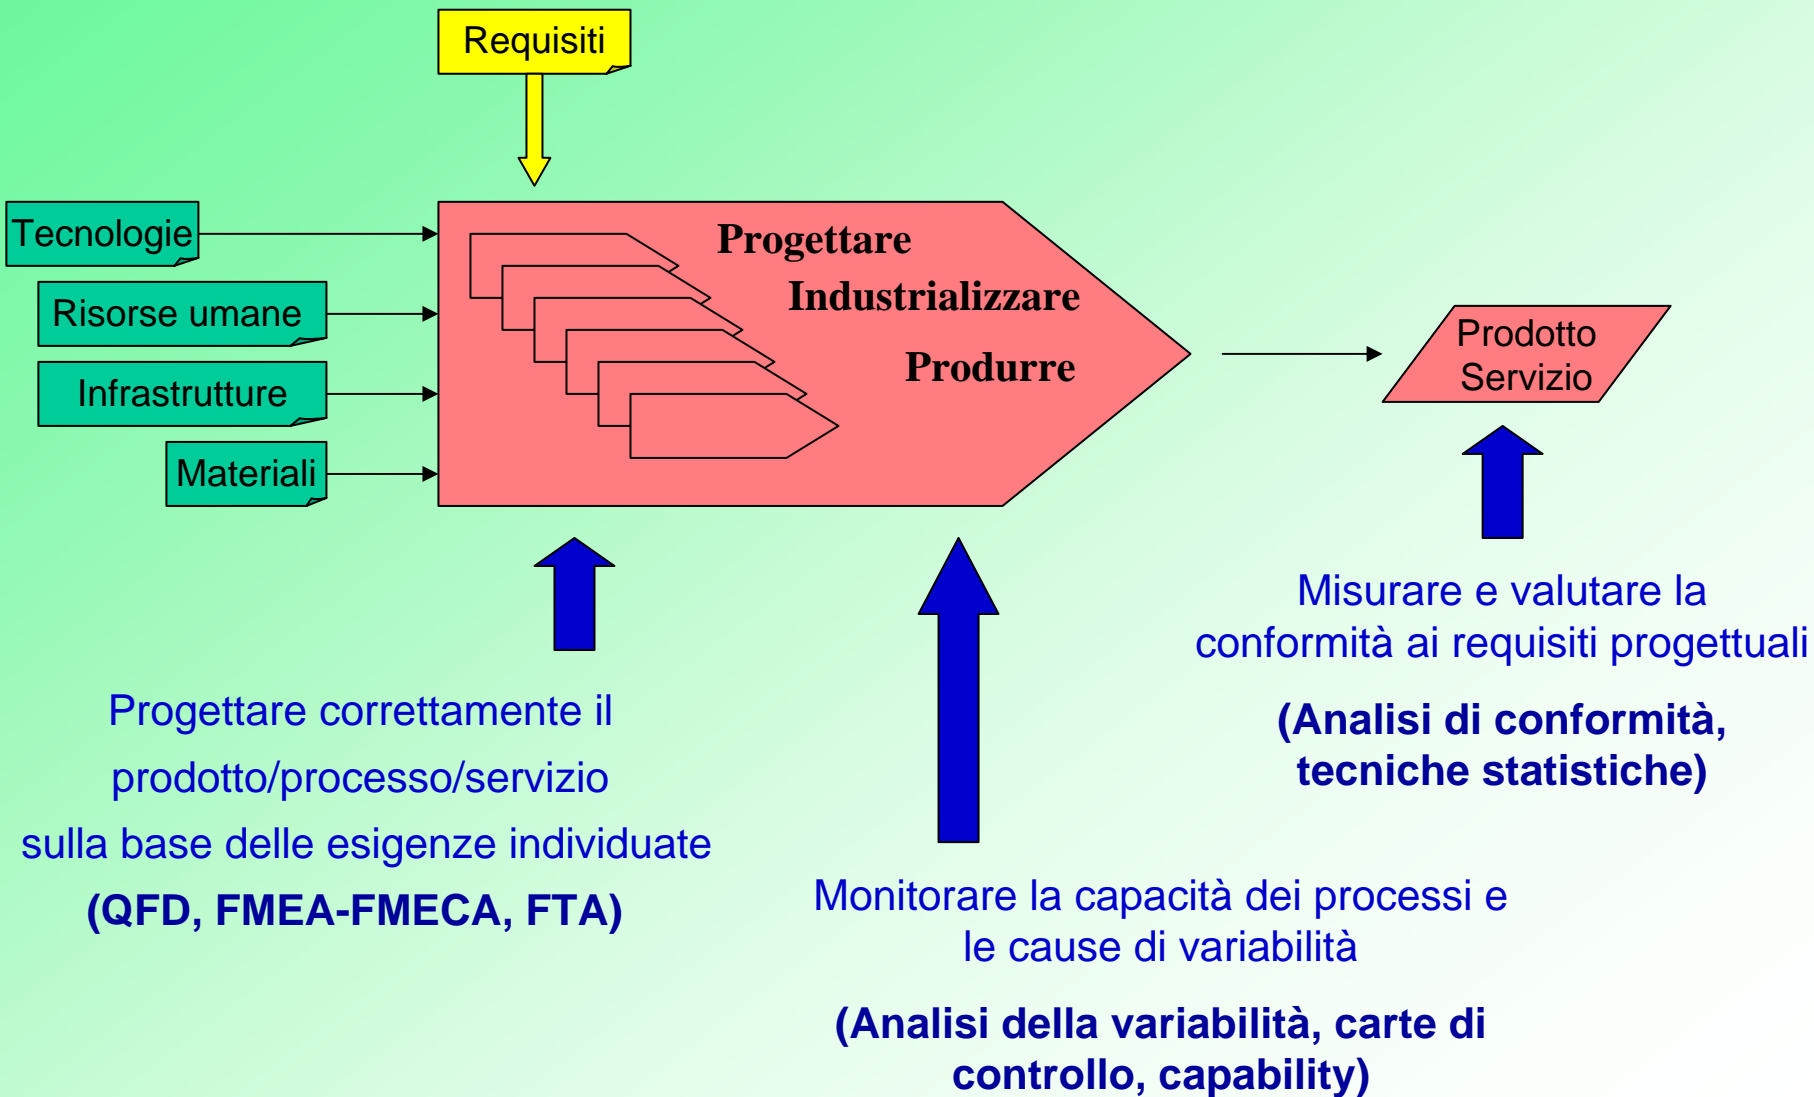 Requisiti
Tecnologie
Risorse umane
Infrastrutture
Materiali
Progettare
Industrializzare
Produrre
Prodotto
Servizio
Progettare correttamente il
prodotto/processo/servizio
sulla base delle esigenze individuate
(QFD, FMEA-FMECA, FTA)
Monitorare la capacità dei processi e
le cause di variabilità
(Analisi della variabilità, carte di
controllo, capability)
Misurare e valutare la
conformità ai requisiti progettuali
(Analisi di conformità,
tecniche statistiche)